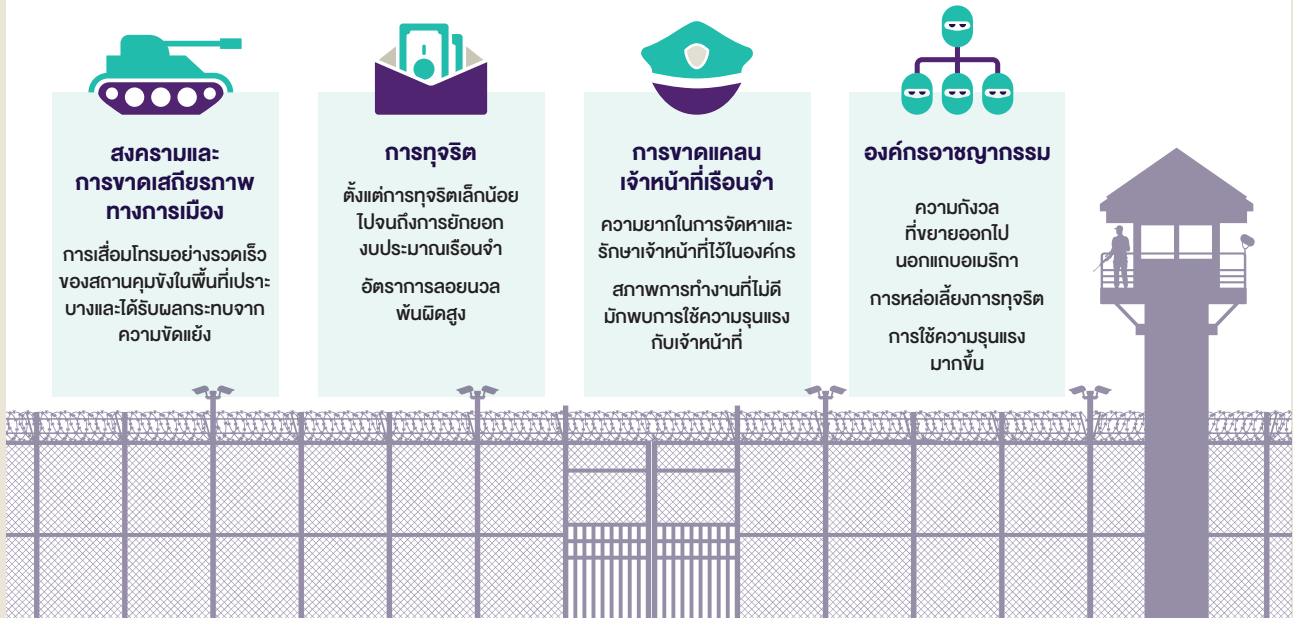 สงครามและ
การขาดเสถียรภาพ
ทางการเมือง
การเสื่อมโทรมอย่างรวดเร็ว
ของสถานคุมขังในพื้นที่เปราะ
บางและได้รับผลกระทบจาก
ความขัดแย้ง
การทุจริต
ตั้งแต่การทุจริตเล็กน้อย
ไปจนถึงการยักยอก
งบประมาณเรือนจำ
อัตราการลอยนวล
พ้นผิดสูง
การขาดแคลน
เจ้าหน้าที่เรือนจำ
ความยากในการจัดหาและ
รักษาเจ้าหน้าที่ไว้ในองค์กร
สภาพการทำงานที่ไม่ดี
มักพบการใช้ความรุนแรง
กับเจ้าหน้าที่
องค์กรอาชญากรรม
ความกังวล
ที่ขยายออกไป
นอกแถบอเมริกา
การหล่อเลี้ยงการทุจริต
การใช้ความรุนแรง
มากขึ้น